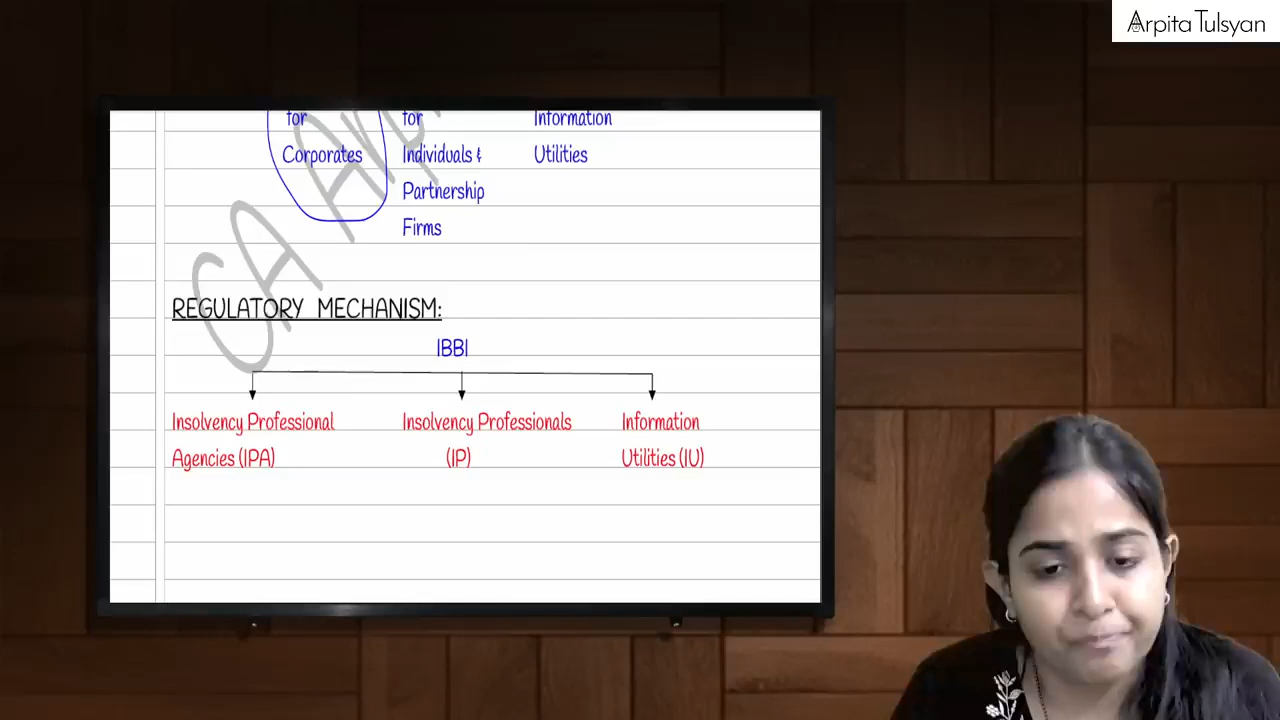 Arpita Tulsyan
for for Information
Corporates Individuals & Utilities
Partnership
Firms
CA
REGULATORY MECHANISM:
IBBI
Insolvency Professional Insolvency Professionals Information
Agencies (IPA) (IP) Utilities (IU)